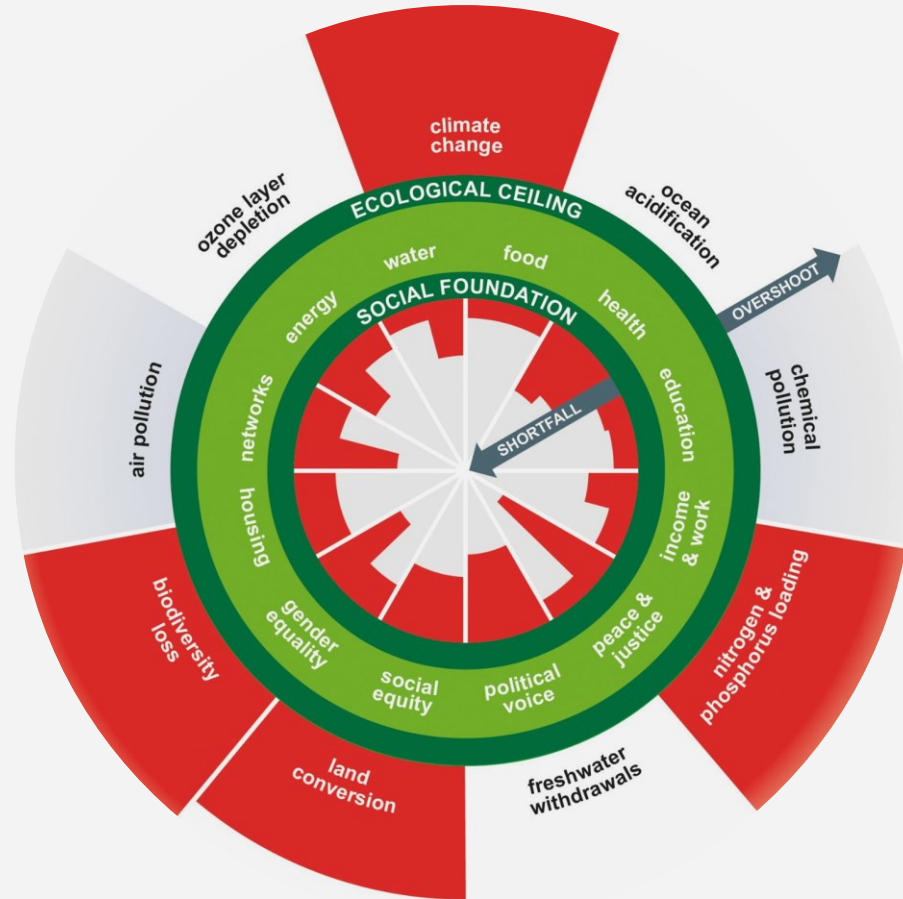 climate
change
ocean
acidification
chemical
pollution
nitrogen &
phosphorus loading
freshwater
withdrawals
land
conversion
biodiversity
loss
air pollution
ozone layer
depletion
ECOLOGICAL CEILING
OVERSHOOT
water
food
health
education
income
& work
peace &
justice
political
voice
social
equity
gender
equality
housing
networks
energy
SOCIAL FOUNDATION
SHORTFALL